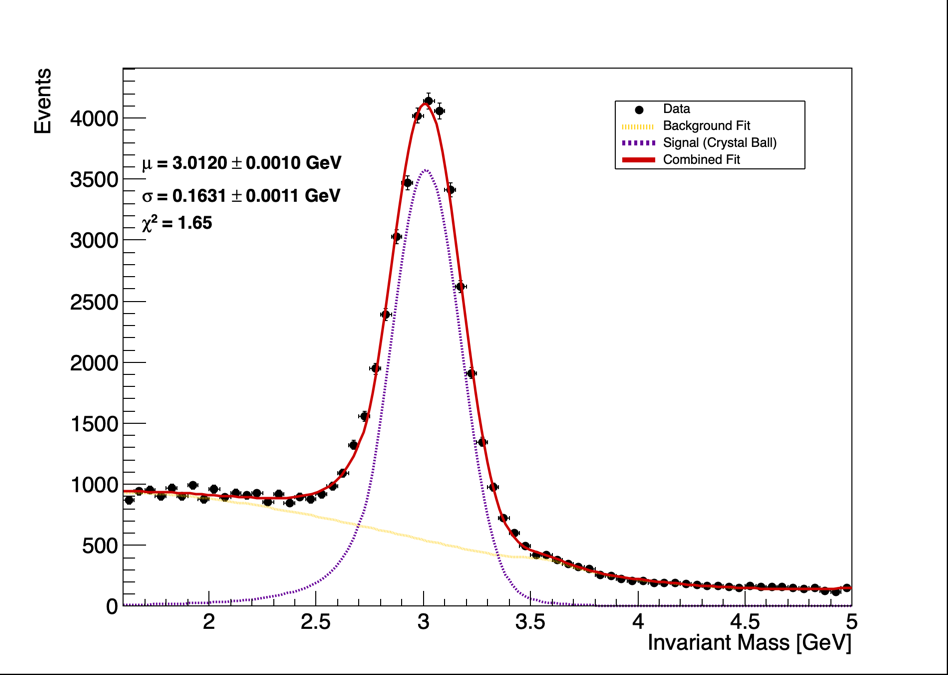 Events
4000
3500
3000
2500
2000
1500
1000
500
0
μ = 3.0120 ± 0.0010 GeV
σ = 0.1631 ± 0.0011 GeV
χ² = 1.65
Data
Background Fit
Signal (Crystal Ball)
Combined Fit
2 2.5 3 3.5 4 4.5 5
Invariant Mass [GeV]